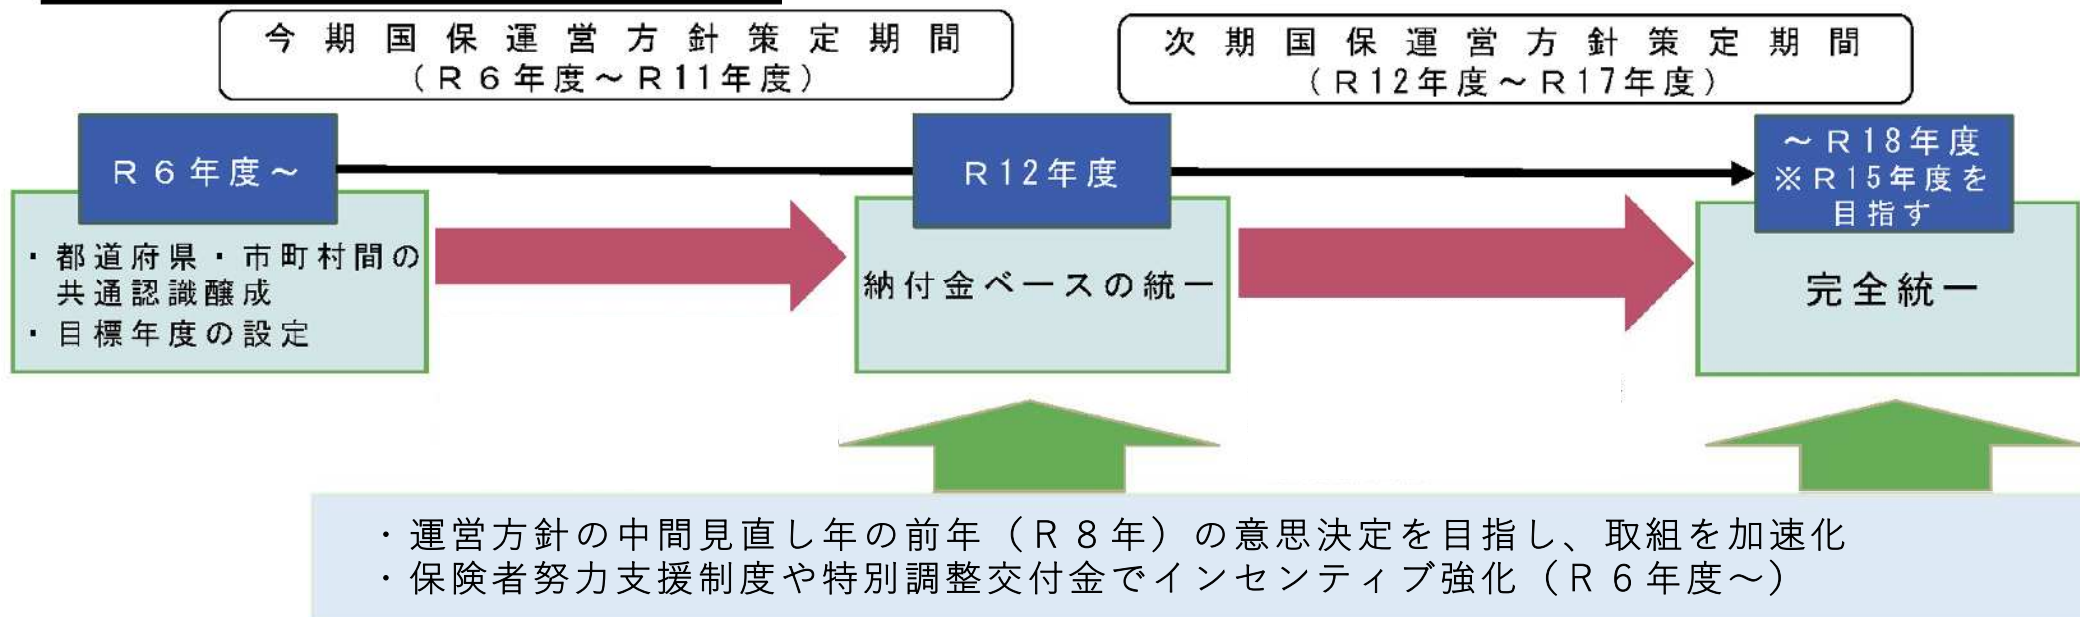 今期国保運営方針策定期間
（Ｒ６年度～Ｒ11年度）
次期国保運営方針策定期間
（Ｒ12年度～Ｒ17年度）
Ｒ６年度～
Ｒ12年度
～Ｒ18年度
※Ｒ15年度を
目指す
・都道府県・市町村間の
共通認識醸成
・目標年度の設定
納付金ベースの統一
完全統一
・運営方針の中間見直し年の前年（Ｒ８年）の意思決定を目指し、取組を加速化
・保険者努力支援制度や特別調整交付金でインセンティブ強化（Ｒ６年度～）